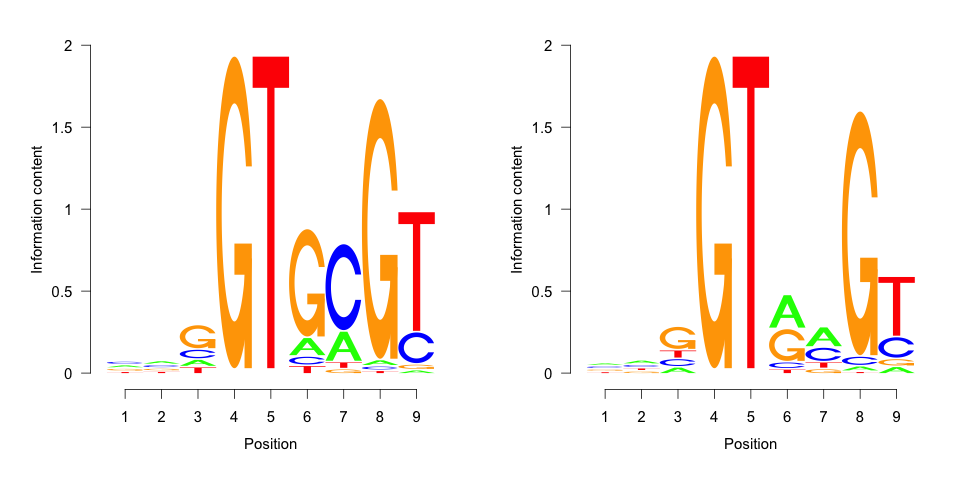 2
1.5
1
0.5
0
Information content
G T G C G T
G C A A C A T
1 2 3 4 5 6 7 8 9
Position
2
1.5
1
0.5
0
Information content
G T A G A C G T
G T C A C
1 2 3 4 5 6 7 8 9
Position